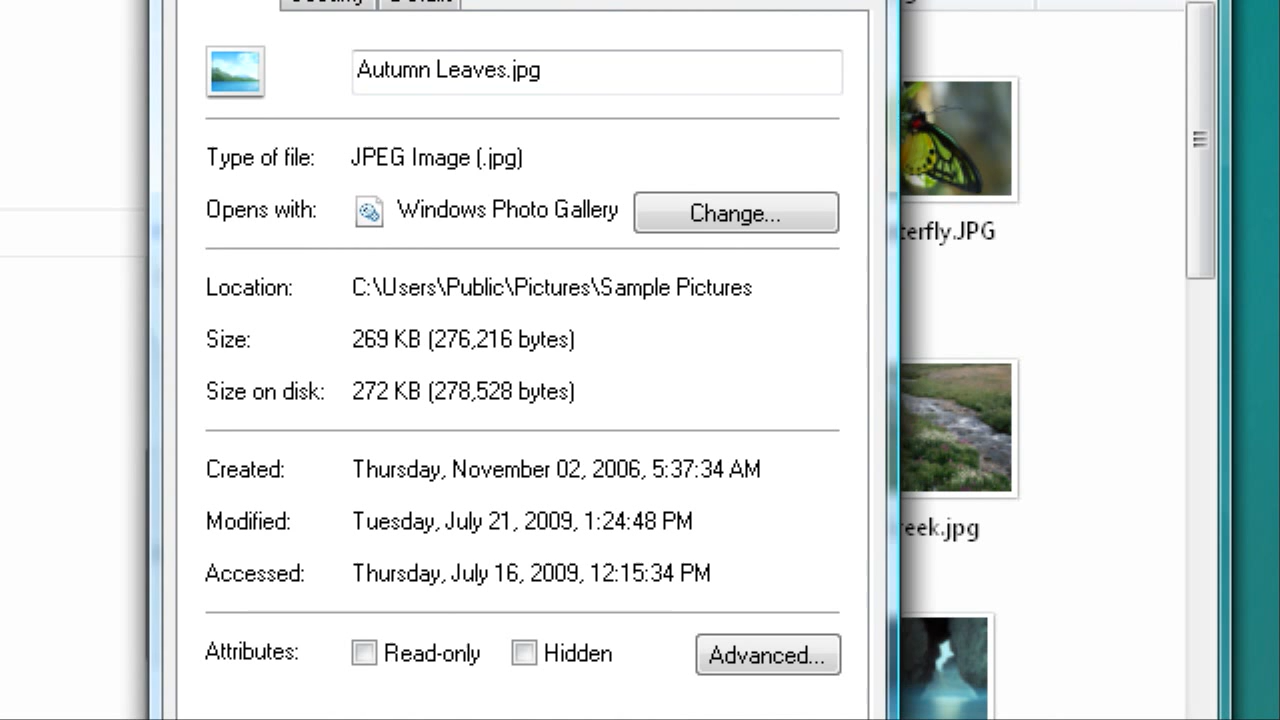 Autumn Leaves.jpg
Type of file: JPEG Image (.jpg)
Opens with: Windows Photo Gallery Change...
Location: C:\Users\Public\Pictures\Sample Pictures
Size: 269 KB (276,216 bytes)
Size on disk: 272 KB (278,528 bytes)
Created: Thursday, November 02, 2006, 5:37:34 AM
Modified: Tuesday, July 21, 2009, 1:24:48 PM
Accessed: Thursday, July 16, 2009, 12:15:34 PM
Attributes: Read-only Hidden Advanced...
terfly.JPG
reek.jpg